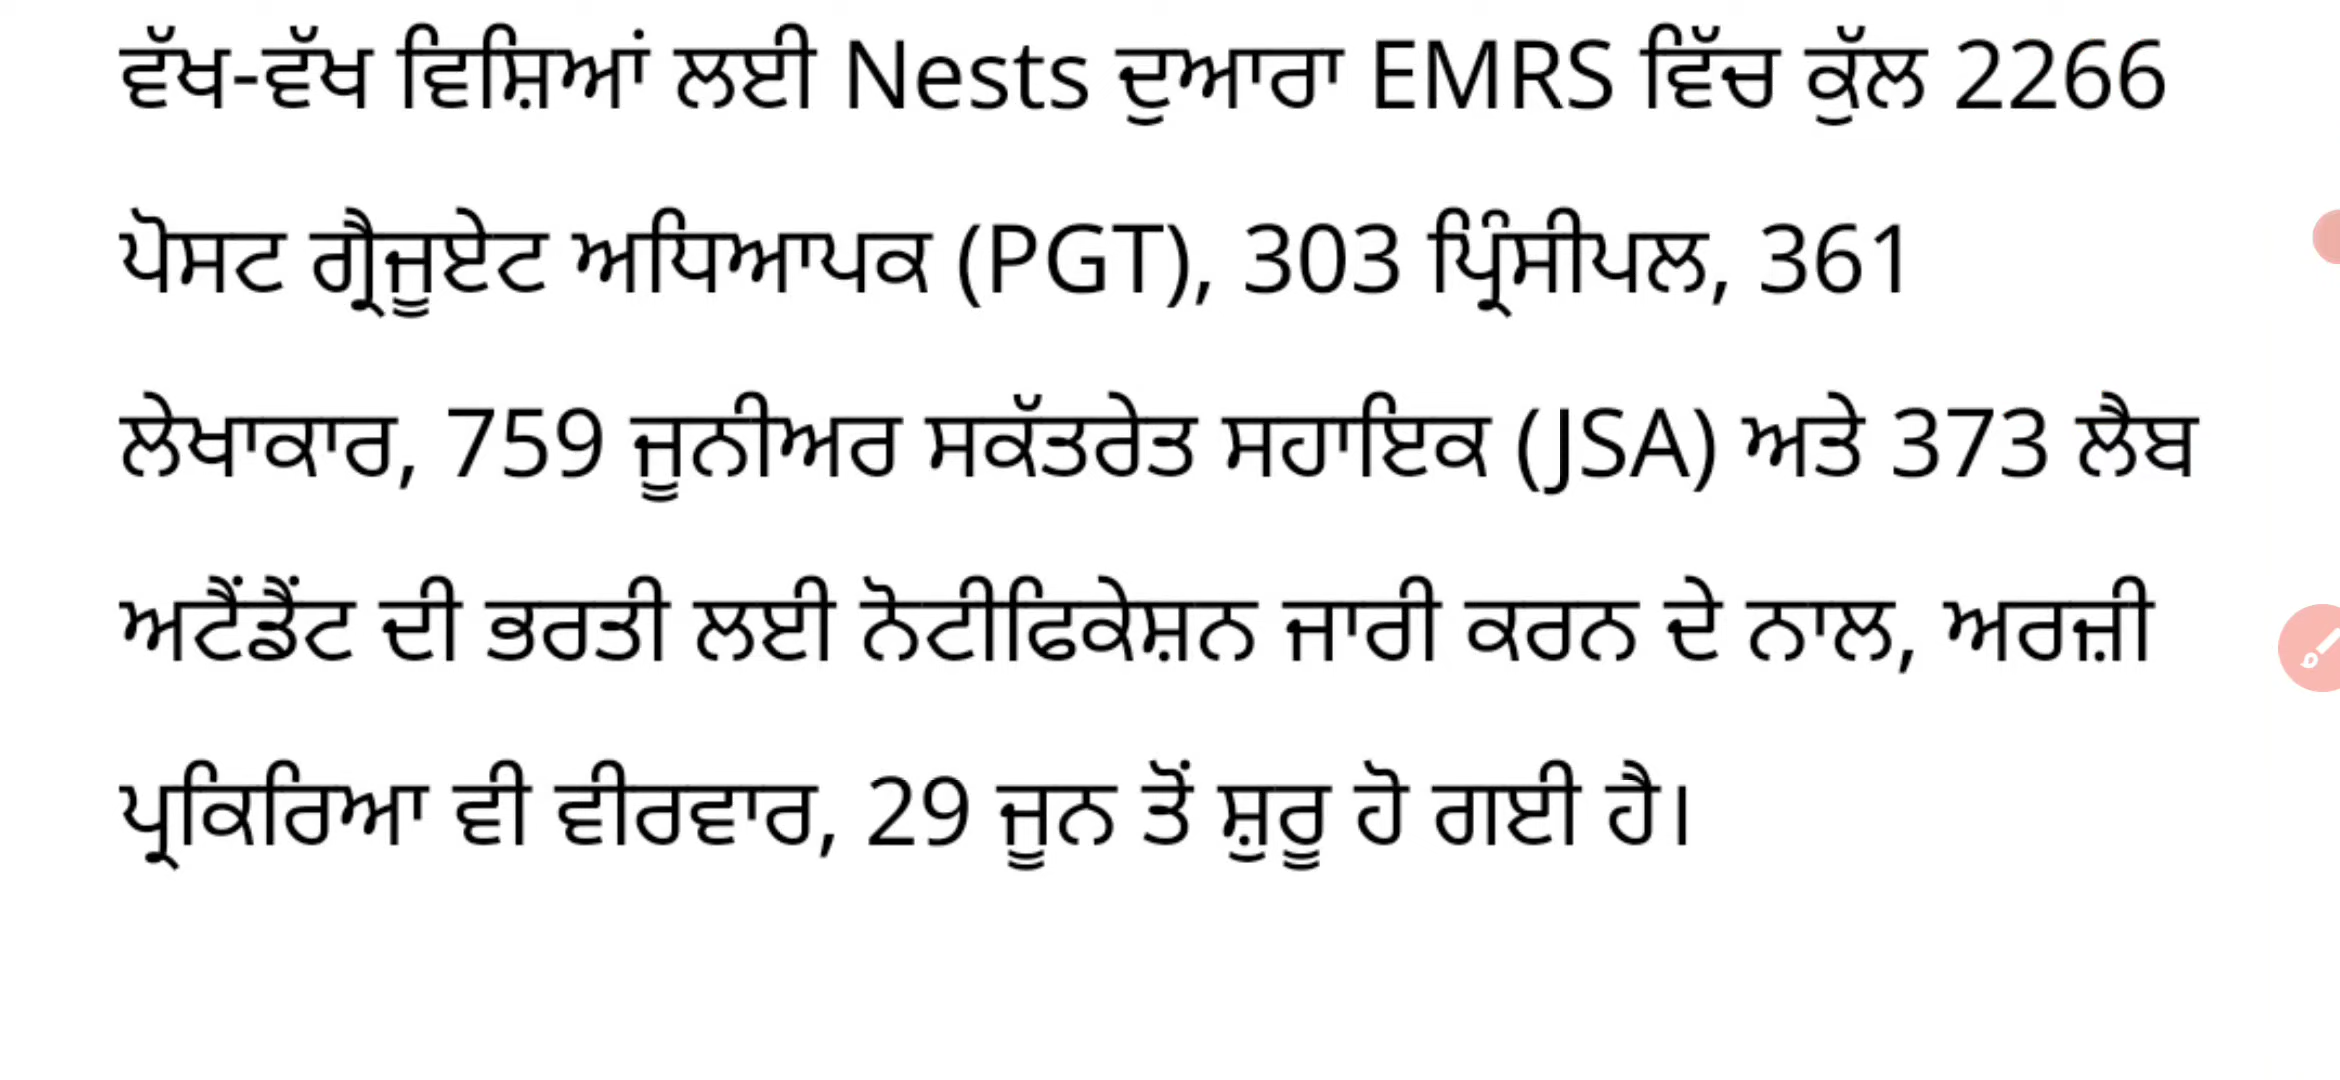 ਵੱਖ-ਵੱਖ ਵਿਸ਼ਿਆਂ ਲਈ Nests ਦੁਆਰਾ EMRS ਵਿੱਚ ਕੁੱਲ 2266
ਪੋਸਟ ਗ੍ਰੈਜੂਏਟ ਅਧਿਆਪਕ (PGT), 303 ਪ੍ਰਿੰਸੀਪਲ, 361
ਲੇਖਾਕਾਰ, 759 ਜੂਨੀਅਰ ਸਕੱਤਰੇਤ ਸਹਾਇਕ (JSA) ਅਤੇ 373 ਲੈਬ
ਅਟੈਂਡੈਂਟ ਦੀ ਭਰਤੀ ਲਈ ਨੋਟੀਫਿਕੇਸ਼ਨ ਜਾਰੀ ਕਰਨ ਦੇ ਨਾਲ, ਅਰਜ਼ੀ
ਪ੍ਰਕਿਰਿਆ ਵੀ ਵੀਰਵਾਰ, 29 ਜੂਨ ਤੋਂ ਸ਼ੁਰੂ ਹੋ ਗਈ ਹੈ।